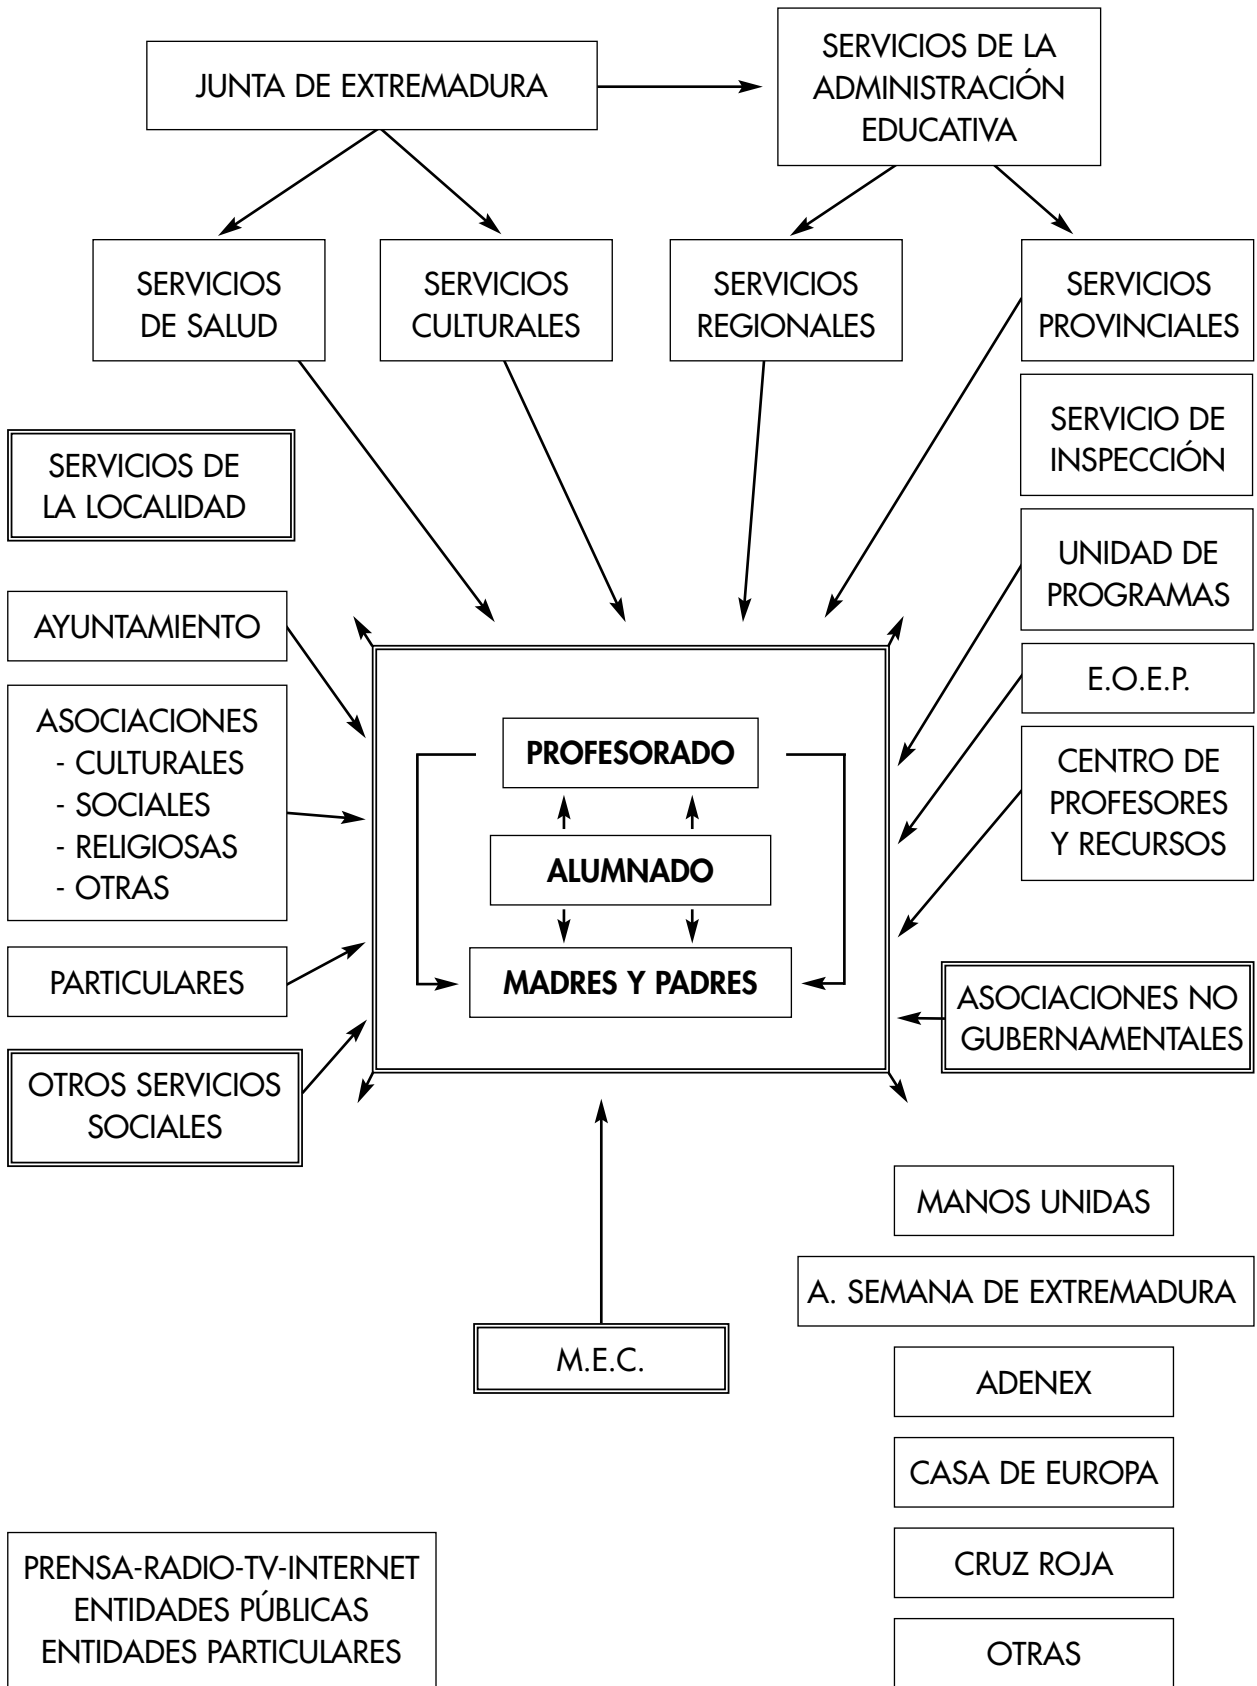 JUNTA DE EXTREMADURA
SERVICIOS DE LA
ADMINISTRACIÓN
EDUCATIVA
SERVICIOS
DE SALUD
SERVICIOS
CULTURALES
SERVICIOS
REGIONALES
SERVICIOS
PROVINCIALES
SERVICIO DE
INSPECCIÓN
SERVICIOS DE
LA LOCALIDAD
UNIDAD DE
PROGRAMAS
AYUNTAMIENTO
E.O.E.P.
ASOCIACIONES
- CULTURALES
- SOCIALES
- RELIGIOSAS
- OTRAS
PROFESORADO
ALUMNADO
MADRES Y PADRES
CENTRO DE
PROFESORES
Y RECURSOS
PARTICULARES
ASOCIACIONES NO
GUBERNAMENTALES
OTROS SERVICIOS
SOCIALES
MANOS UNIDAS
A. SEMANA DE EXTREMADURA
M.E.C.
ADENEX
CASA DE EUROPA
CRUZ ROJA
OTRAS
PRENSA-RADIO-TV-INTERNET
ENTIDADES PÚBLICAS
ENTIDADES PARTICULARES